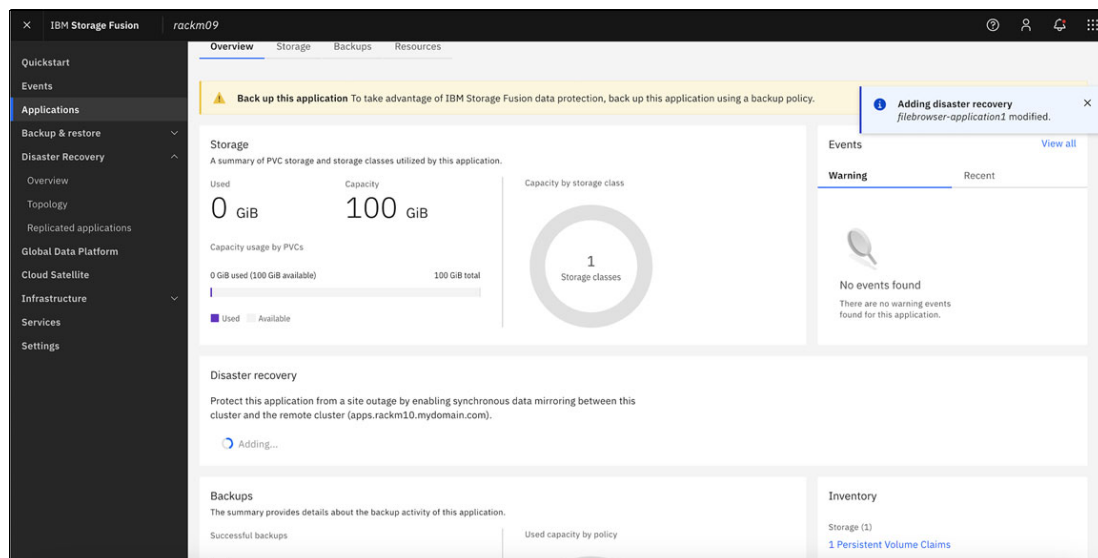 IBM Storage Fusion
rackm09
Quickstart
Events
Applications
Backup & restore
Disaster Recovery
Overview
Topology
Replicated applications
Global Data Platform
Cloud Satellite
Infrastructure
Services
Settings
Overview Storage Backups Resources
Back up this application To take advantage of IBM Storage Fusion data protection, back up this application using a backup policy.
Adding disaster recovery
filebrowser-application1 modified.
Storage
A summary of PVC storage and storage classes utilized by this application.
Used
0 GiB
Capacity
100 GiB
Capacity usage by PVCs
0 GiB used (100 GiB available) 100 GiB total
Used Available
Capacity by storage class
1
Storage classes
Events View all
Warning Recent
No events found
There are no warning events
found for this application.
Disaster recovery
Protect this application from a site outage by enabling synchronous data mirroring between this
cluster and the remote cluster (apps.rackm10.mydomain.com).
Adding...
Backups
The summary provides details about the backup activity of this application.
Successful backups Used capacity by policy
Inventory
Storage (1)
1 Persistent Volume Claims